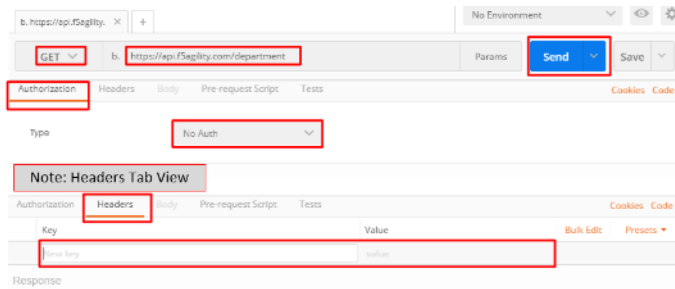 b. https://api.f5agility. × +
No Environment
GET b. https://api.f5agility.com/department Params Send Save
Authorization Headers Body Pre-request Script Tests Cookies Code
Type No Auth
Note: Headers Tab View
Authorization Headers Body Pre-request Script Tests Cookies Code
Key Value Bulk Edit Presets
New key value
Response